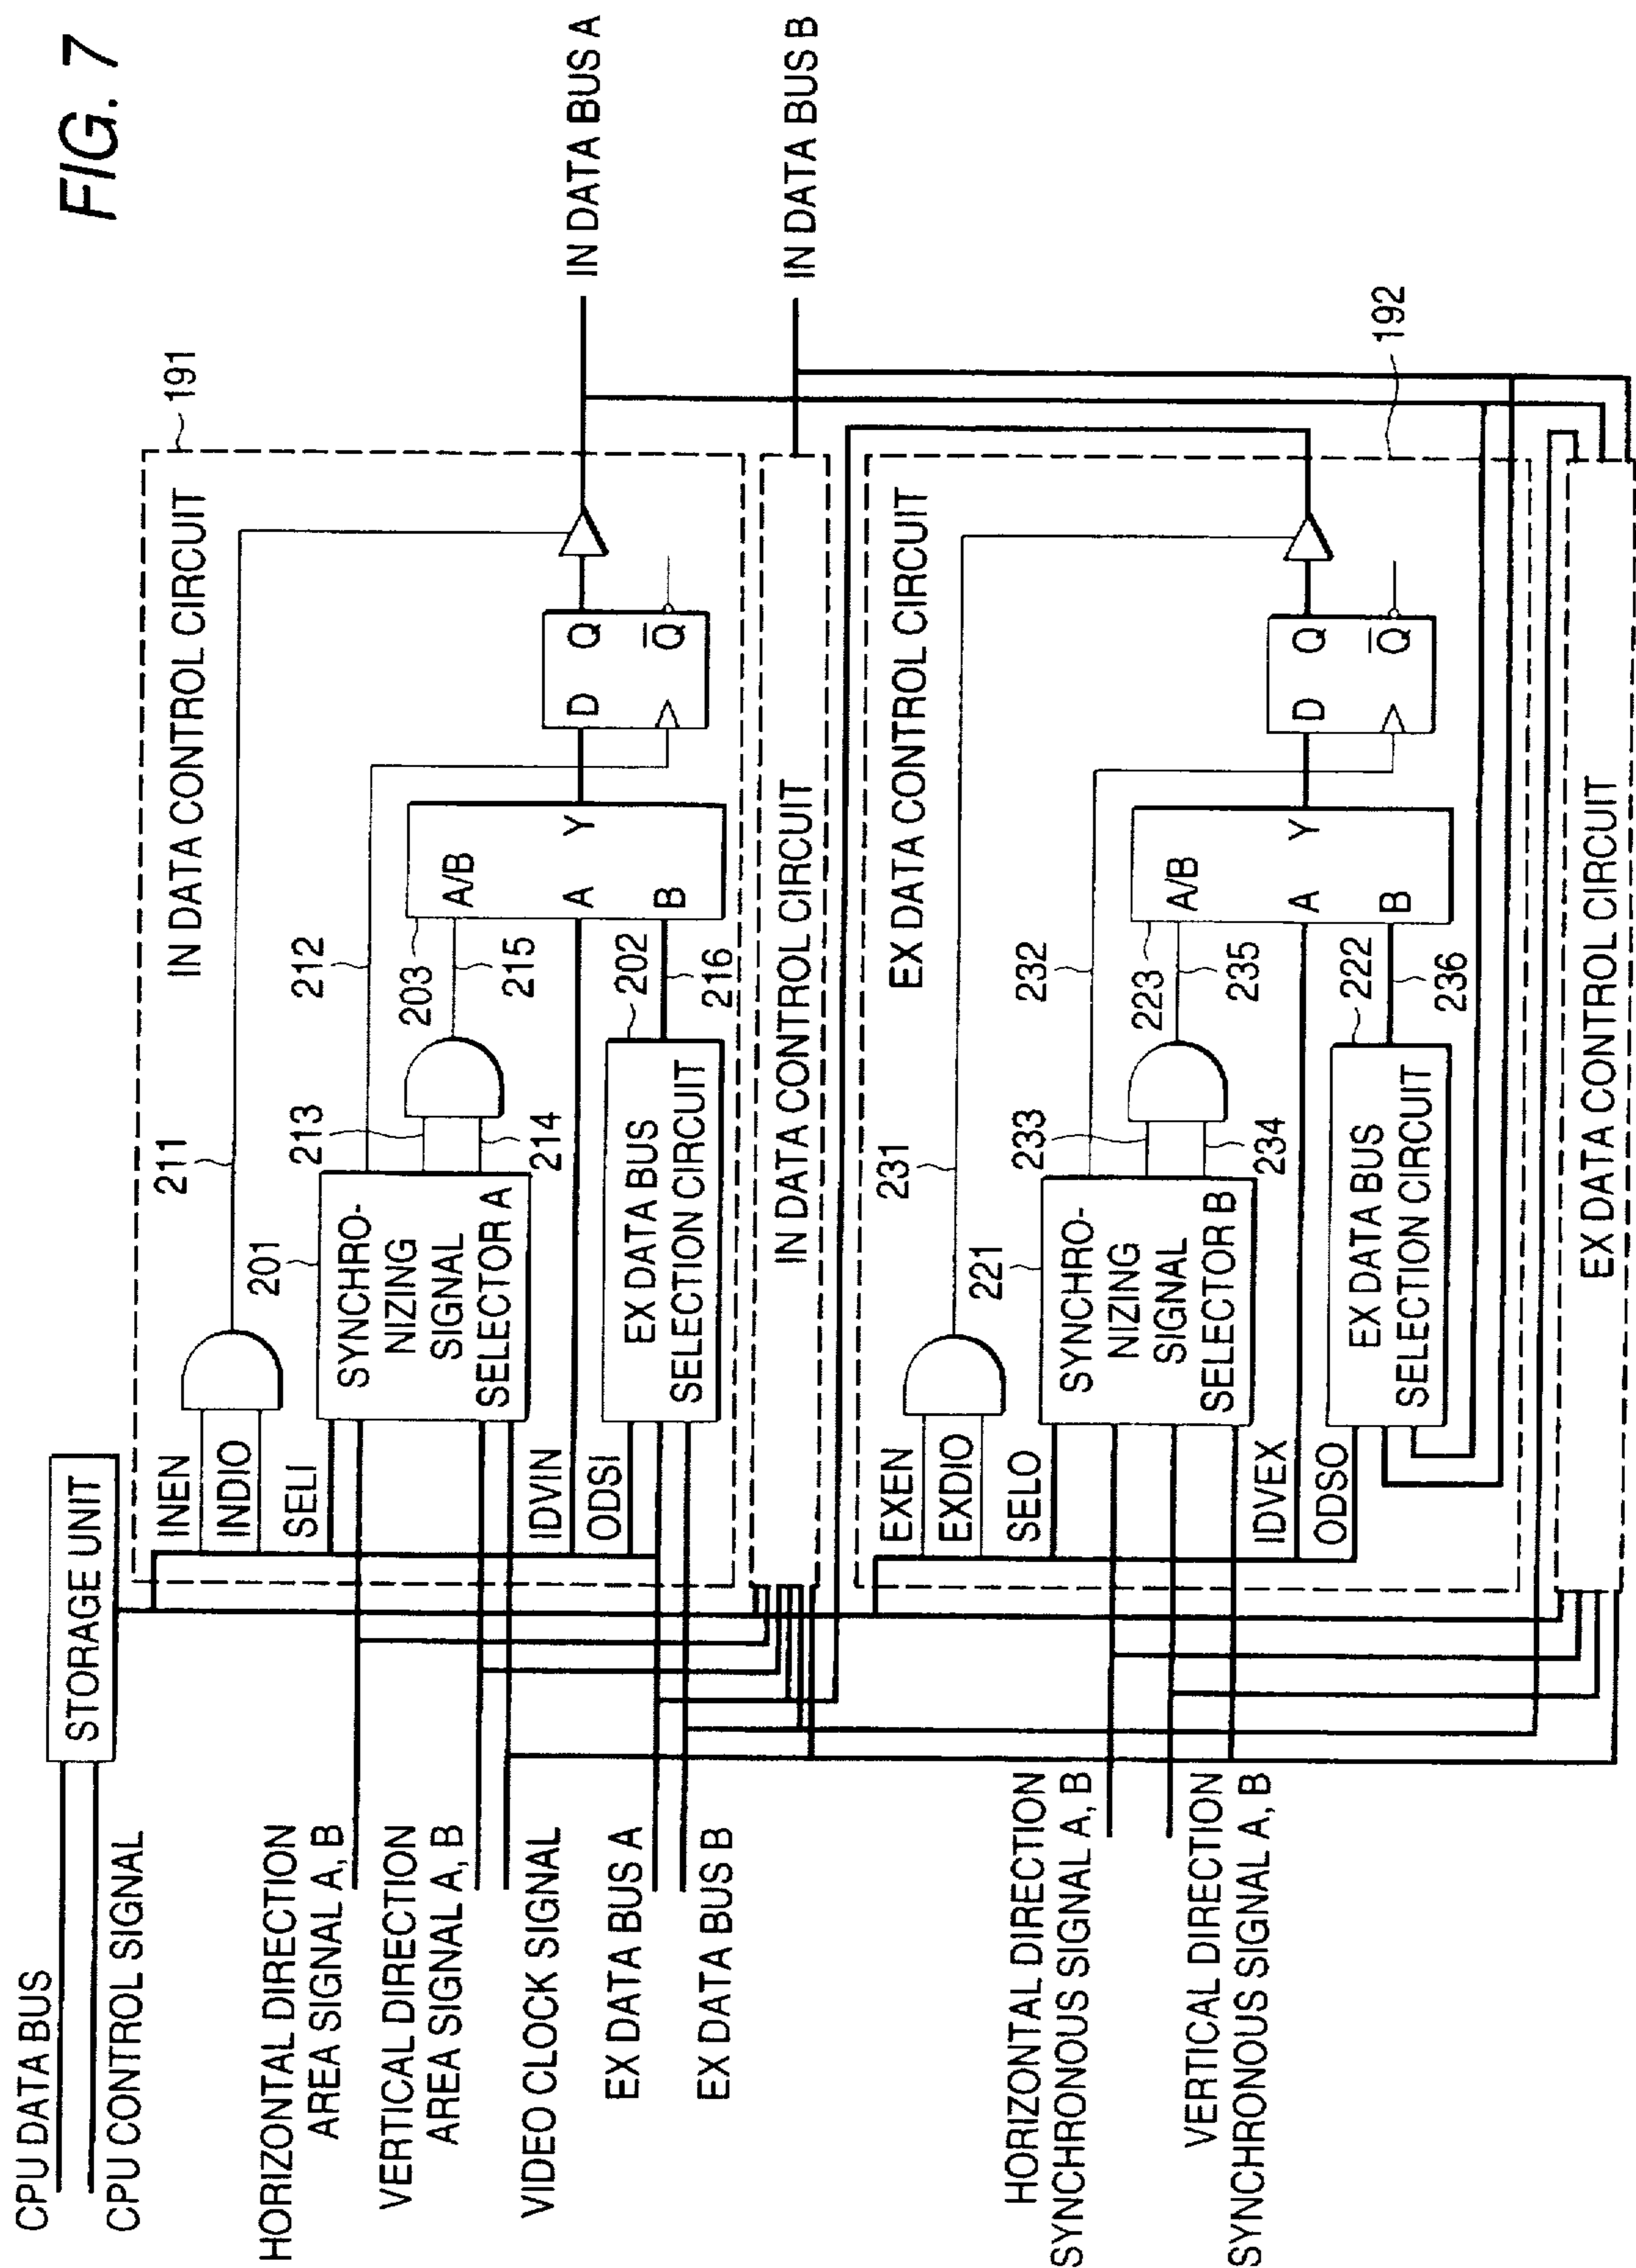 FIG. 7
CPU DATA BUS
CPU CONTROL SIGNAL
STORAGE UNIT
HORIZONTAL DIRECTION
AREA SIGNAL A, B
VERTICAL DIRECTION
AREA SIGNAL A, B
VIDEO CLOCK SIGNAL
EX DATA BUS A
EX DATA BUS B
HORIZONTAL DIRECTION
SYNCHRONOUS SIGNAL A, B
VERTICAL DIRECTION
SYNCHRONOUS SIGNAL A, B
IN DATA CONTROL CIRCUIT
191
INEN
INDIO
SELI
IDVIN
ODSI
211
201
SYNCHRO-
NIZING
SIGNAL
SELECTOR A
212
213
214
203
215
A/B
A
B
Y
EX DATA BUS
SELECTION CIRCUIT
202
216
D
Q
Q
IN DATA BUS A
IN DATA BUS B
IN DATA CONTROL CIRCUIT
EX DATA CONTROL CIRCUIT
192
EXEN
EXDIO
SELO
IDVEX
ODSO
231
221
SYNCHRO-
NIZING
SIGNAL
SELECTOR B
232
233
234
223
235
A/B
A
B
Y
EX DATA BUS
SELECTION CIRCUIT
222
236
D
Q
Q
EX DATA CONTROL CIRCUIT